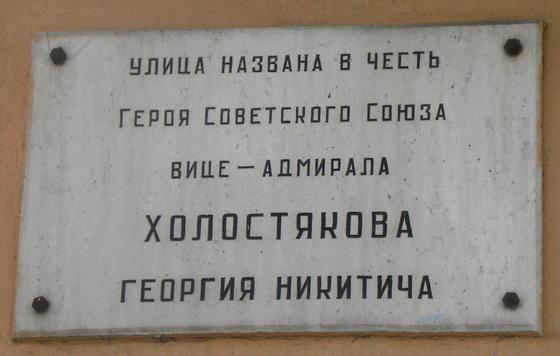 УЛИЦА НАЗВАНА В ЧЕСТЬ
ГЕРОЯ СОВЕТСКОГО СОЮЗА
ВИЦЕ-АДМИРАЛА
ХОЛОСТЯКОВА
ГЕОРГИЯ НИКИТИЧА